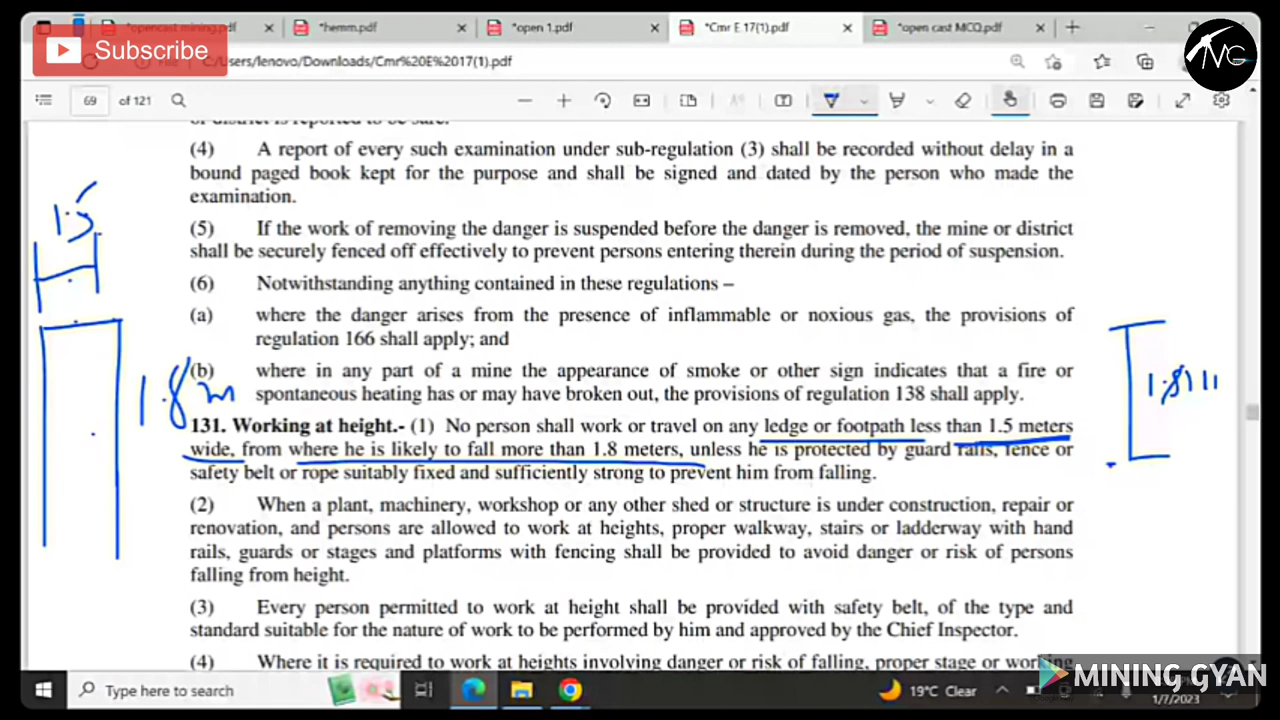 *opencast mining.pdf
*hemm.pdf
*open 1.pdf
*Cmr E 17(1).pdf
*open cast MCQ.pdf
Subscribe
TMG
C:/Users/lenovo/Downloads/Cmr%20E%2017(1).pdf
69 of 121
or district is reported to be safe.
(4) A report of every such examination under sub-regulation (3) shall be recorded without delay in a
bound paged book kept for the purpose and shall be signed and dated by the person who made the
examination.
(5) If the work of removing the danger is suspended before the danger is removed, the mine or district
shall be securely fenced off effectively to prevent persons entering therein during the period of suspension.
(6) Notwithstanding anything contained in these regulations –
(a) where the danger arises from the presence of inflammable or noxious gas, the provisions of
regulation 166 shall apply; and
(b) where in any part of a mine the appearance of smoke or other sign indicates that a fire or
spontaneous heating has or may have broken out, the provisions of regulation 138 shall apply.
131. Working at height.- (1) No person shall work or travel on any ledge or footpath less than 1.5 meters
wide, from where he is likely to fall more than 1.8 meters, unless he is protected by guard rails, fence or
safety belt or rope suitably fixed and sufficiently strong to prevent him from falling.
(2) When a plant, machinery, workshop or any other shed or structure is under construction, repair or
renovation, and persons are allowed to work at heights, proper walkway, stairs or ladderway with hand
rails, guards or stages and platforms with fencing shall be provided to avoid danger or risk of persons
falling from height.
(3) Every person permitted to work at height shall be provided with safety belt, of the type and
standard suitable for the nature of work to be performed by him and approved by the Chief Inspector.
(4) Where it is required to work at heights involving danger or risk of falling, proper stage or working
1.5
1.8m
1.8m
MINING GYAN
Type here to search
19°C Clear
1/7/2023